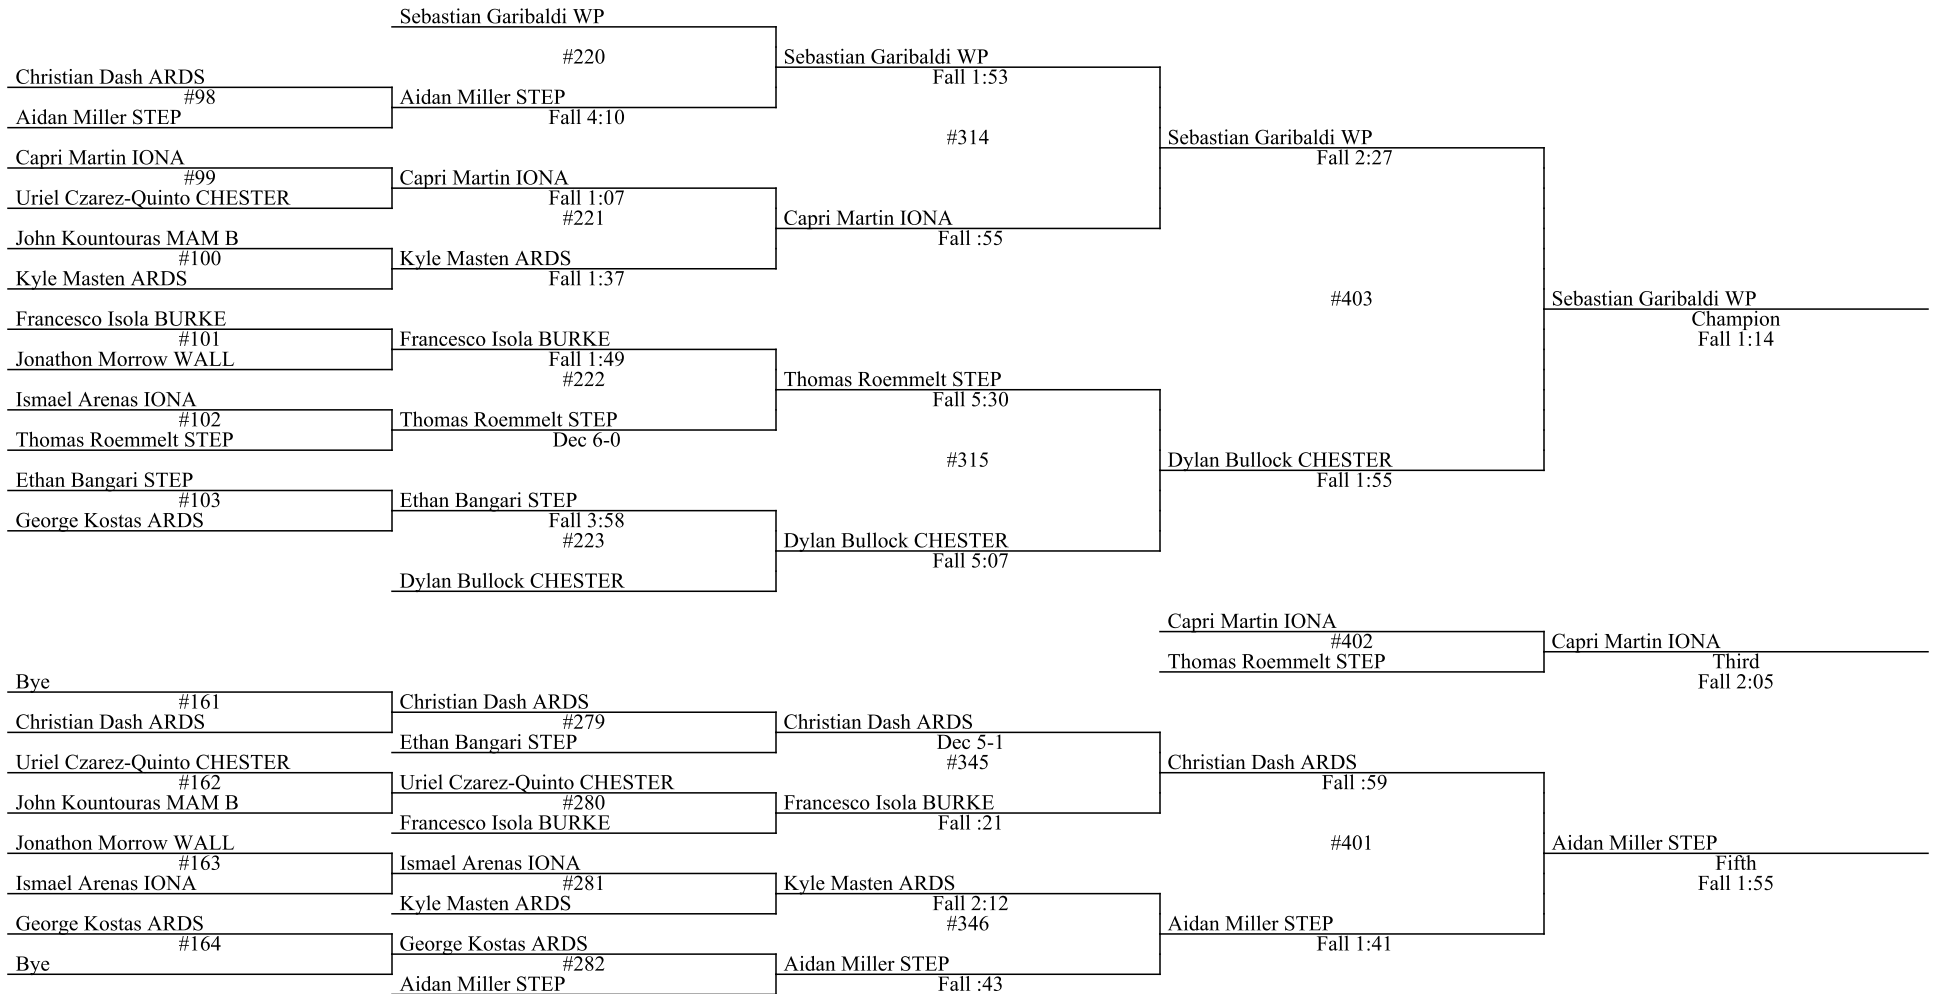 Sebastian Garibaldi WP
#220
Sebastian Garibaldi WP
Fall 1:53
Christian Dash ARDS
#98
Aidan Miller STEP
Aidan Miller STEP
Fall 4:10
#314
Sebastian Garibaldi WP
Fall 2:27
Capri Martin IONA
#99
Uriel Czarez-Quinto CHESTER
Capri Martin IONA
Fall 1:07
#221
Capri Martin IONA
Fall :55
John Kountouras MAM B
#100
Kyle Masten ARDS
Kyle Masten ARDS
Fall 1:37
#403
Sebastian Garibaldi WP
Champion
Fall 1:14
Francesco Isola BURKE
#101
Jonathon Morrow WALL
Francesco Isola BURKE
Fall 1:49
#222
Thomas Roemmelt STEP
Fall 5:30
Ismael Arenas IONA
#102
Thomas Roemmelt STEP
Thomas Roemmelt STEP
Dec 6-0
#315
Dylan Bullock CHESTER
Fall 1:55
Ethan Bangari STEP
#103
George Kostas ARDS
Ethan Bangari STEP
Fall 3:58
#223
Dylan Bullock CHESTER
Fall 5:07
Dylan Bullock CHESTER
Capri Martin IONA
#402
Thomas Roemmelt STEP
Capri Martin IONA
Third
Fall 2:05
Bye
#161
Christian Dash ARDS
Christian Dash ARDS
#279
Ethan Bangari STEP
Christian Dash ARDS
Dec 5-1
#345
Christian Dash ARDS
Fall :59
Uriel Czarez-Quinto CHESTER
#162
John Kountouras MAM B
Uriel Czarez-Quinto CHESTER
#280
Francesco Isola BURKE
Francesco Isola BURKE
Fall :21
#401
Aidan Miller STEP
Fifth
Fall 1:55
Jonathon Morrow WALL
#163
Ismael Arenas IONA
Ismael Arenas IONA
#281
Kyle Masten ARDS
Kyle Masten ARDS
Fall 2:12
#346
Aidan Miller STEP
Fall 1:41
George Kostas ARDS
#164
Bye
George Kostas ARDS
#282
Aidan Miller STEP
Aidan Miller STEP
Fall :43